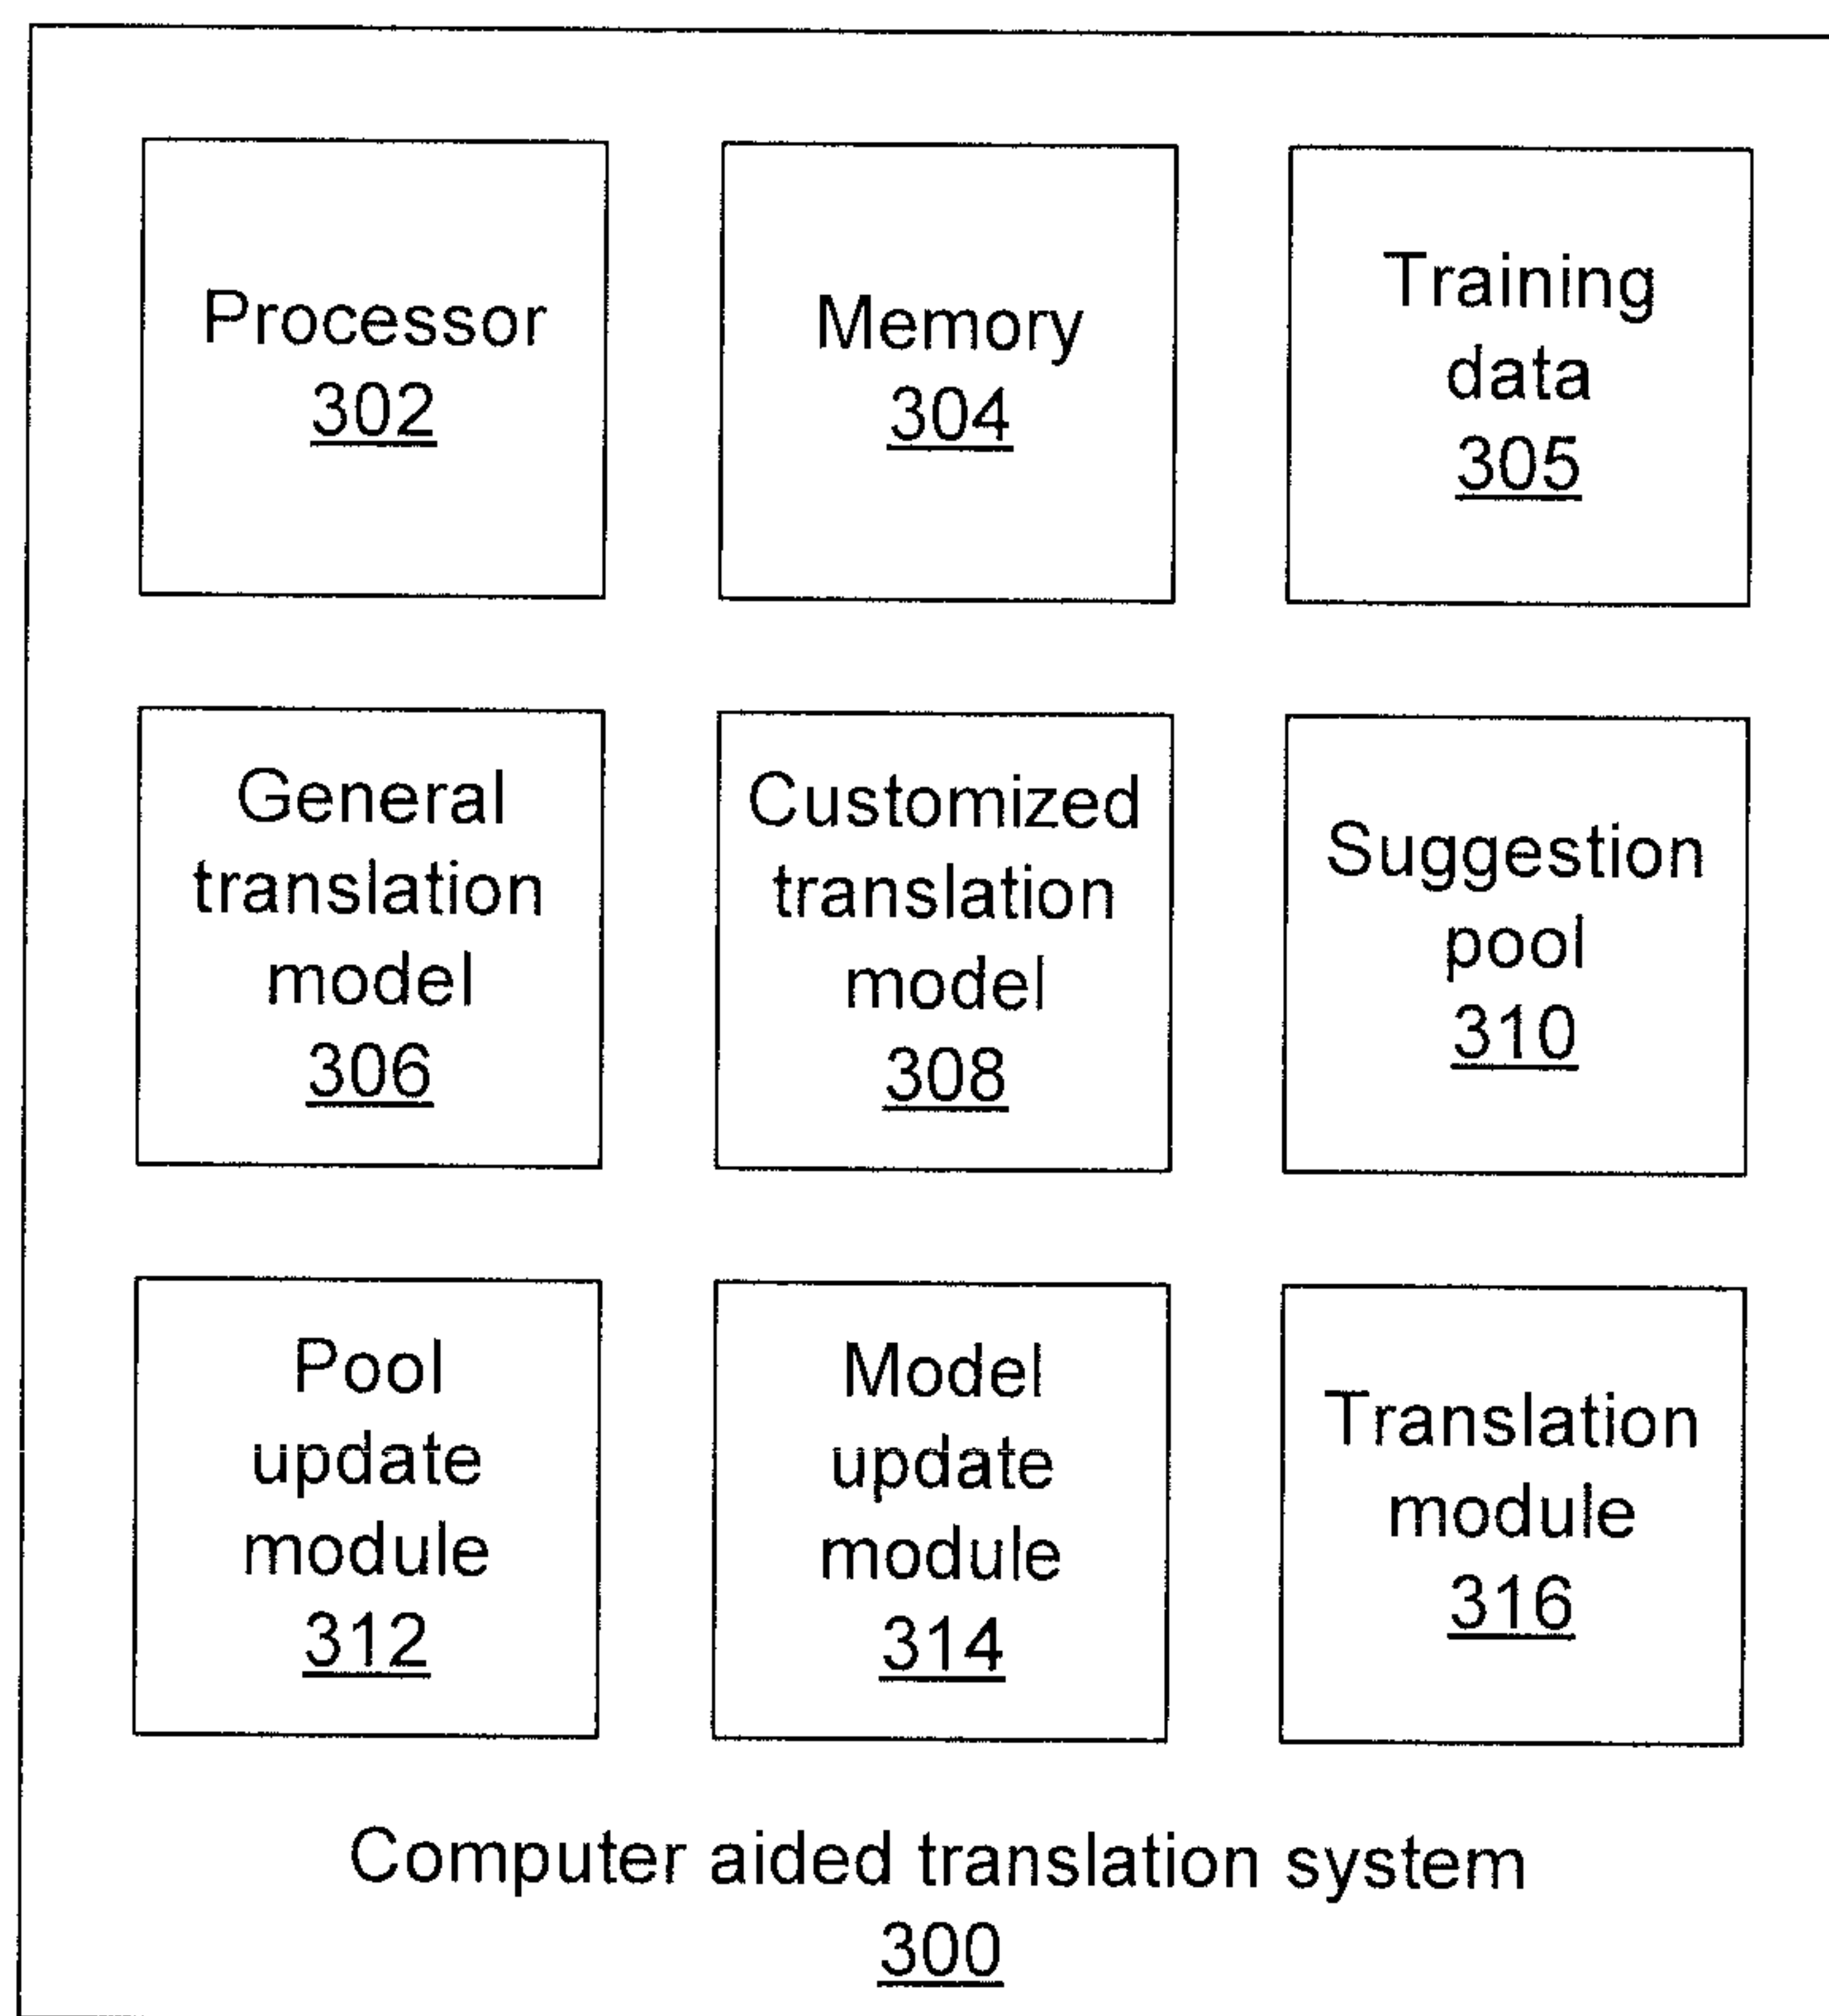 Processor
302
Memory
304
Training
data
305
General
translation
model
306
Customized
translation
model
308
Suggestion
pool
310
Pool
update
module
312
Model
update
module
314
Translation
module
316
Computer aided translation system
300